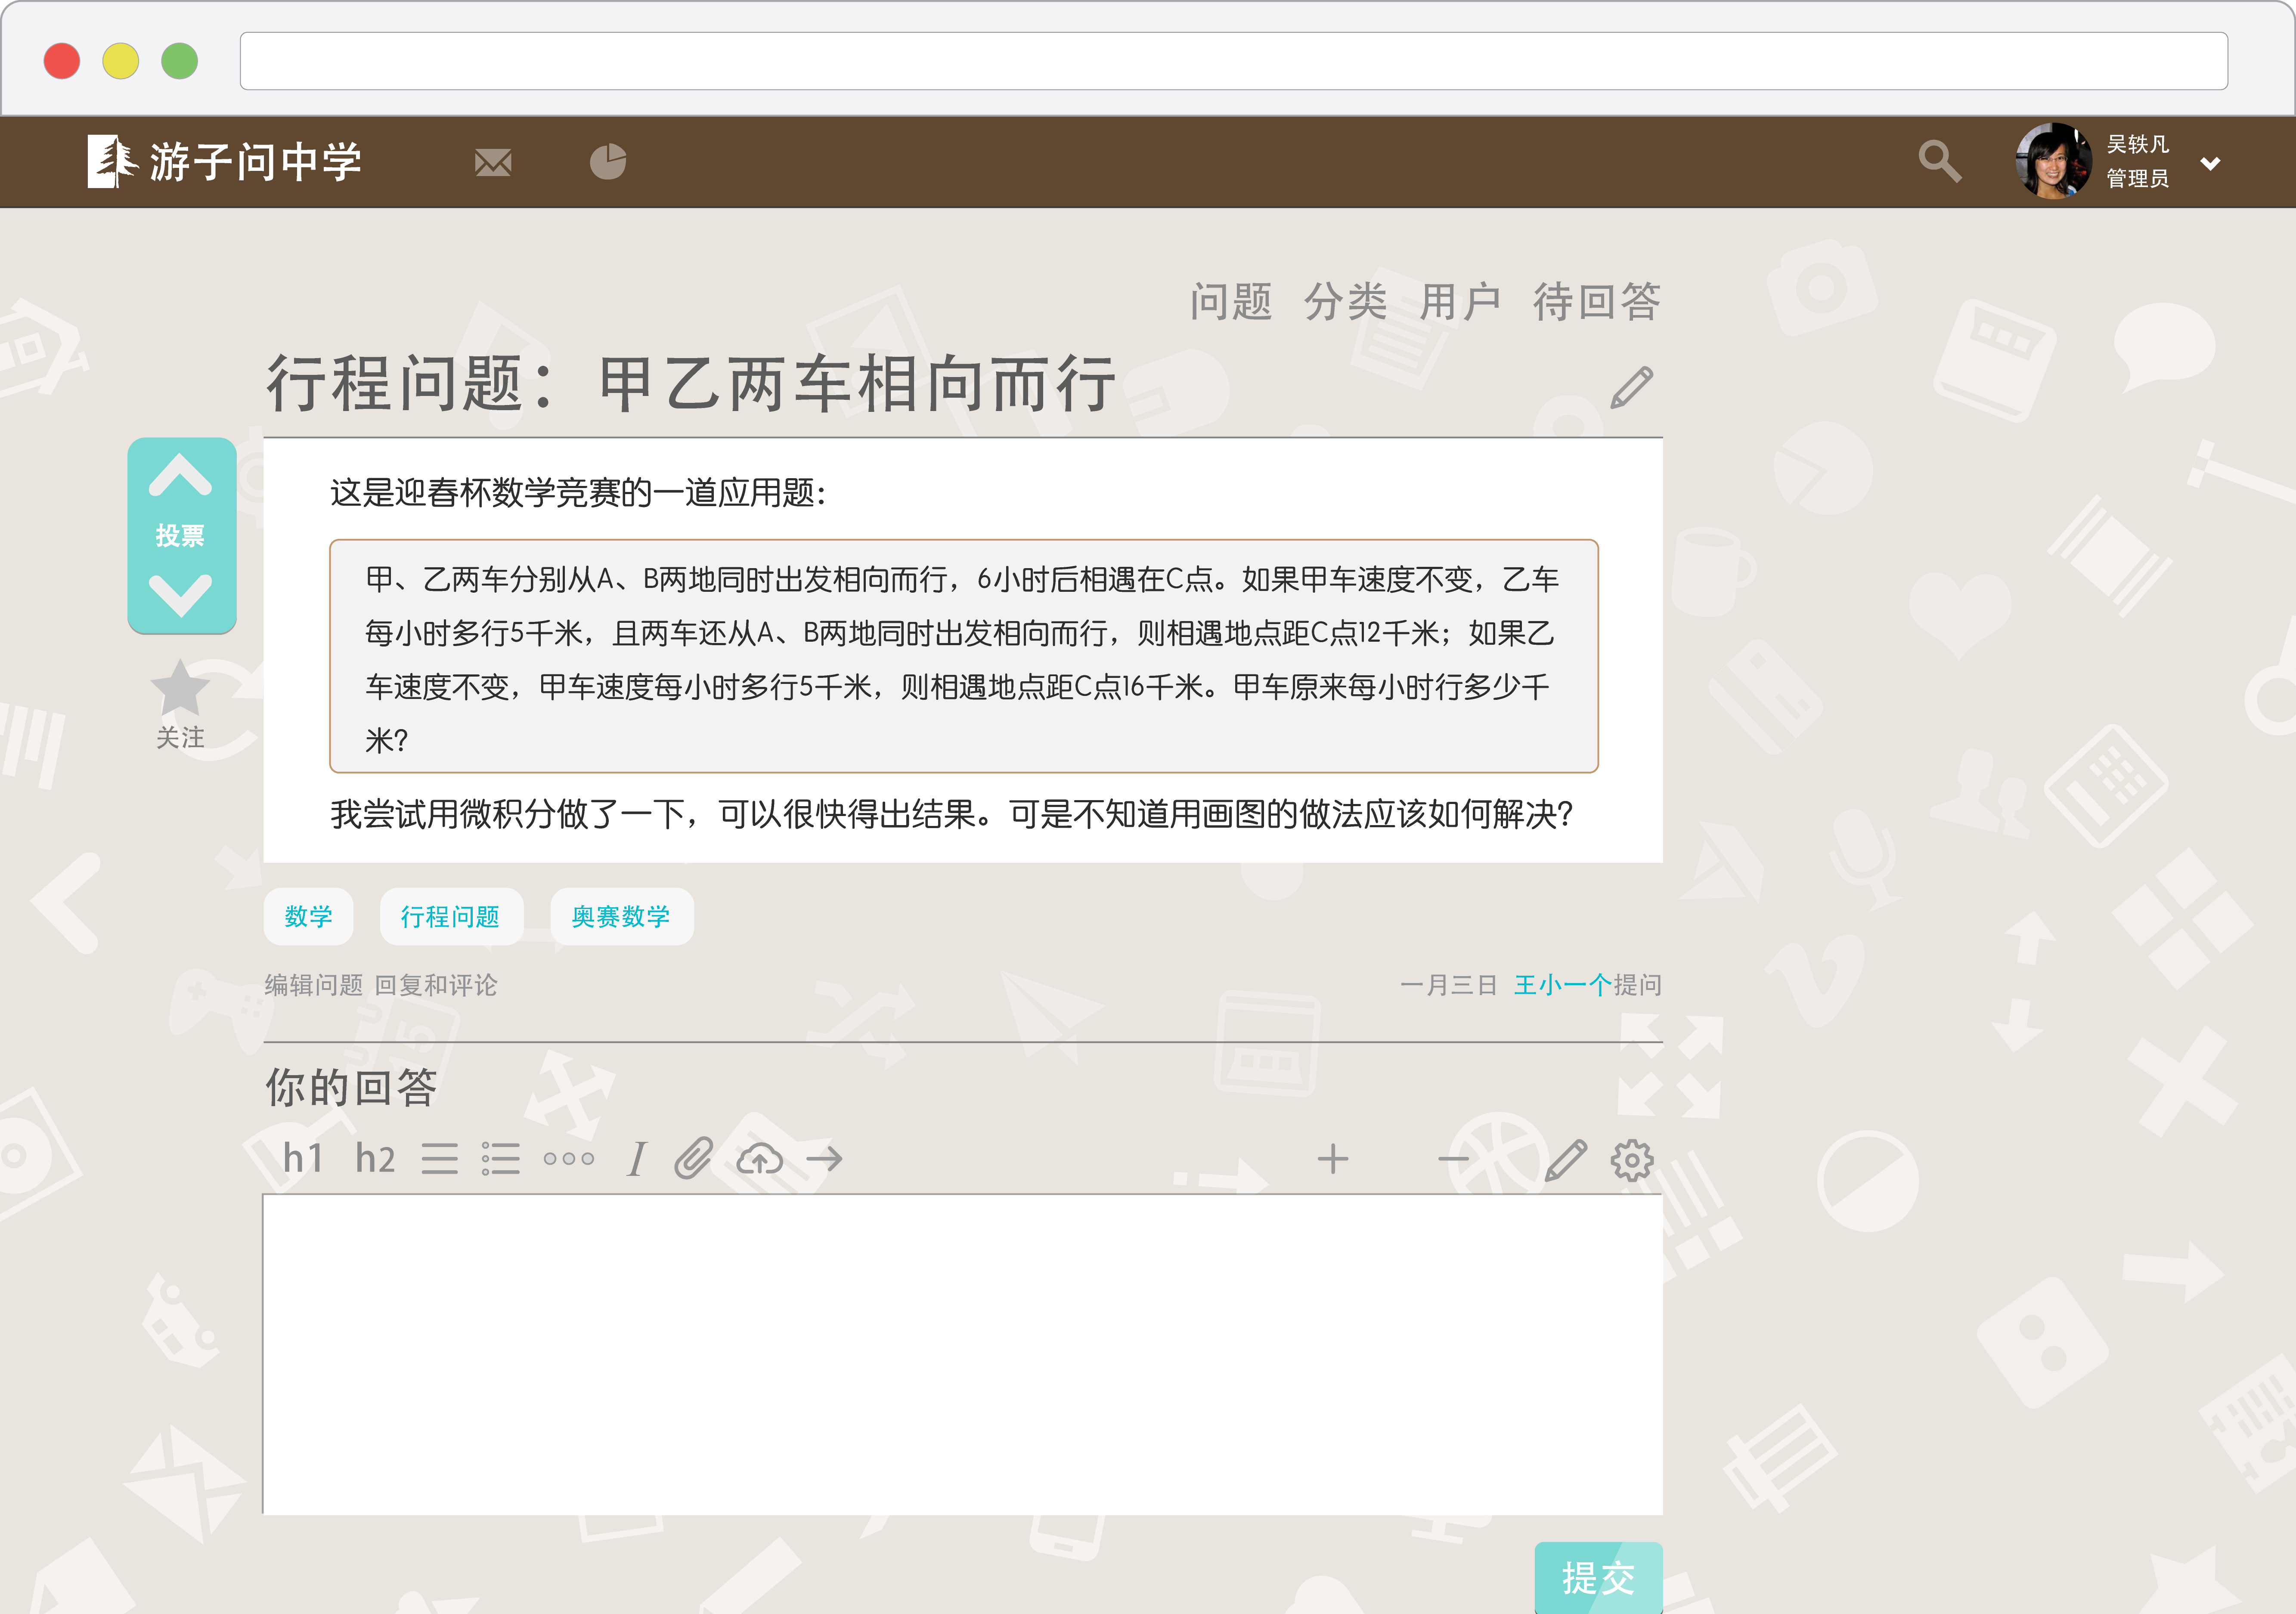 游子问中学
吴轶凡
管理员
问题 分类 用户 待回答
行程问题：甲乙两车相向而行
投票
关注
这是迎春杯数学竞赛的一道应用题：
甲、乙两车分别从A、B两地同时出发相向而行，6小时后相遇在C点。如果甲车速度不变，乙车
每小时多行5千米，且两车还从A、B两地同时出发相向而行，则相遇地点距C点12千米；如果乙
车速度不变，甲车速度每小时多行5千米，则相遇地点距C点16千米。甲车原来每小时行多少千
米？
我尝试用微积分做了一下，可以很快得出结果。可是不知道用画图的做法应该如何解决？
数学 行程问题 奥赛数学
编辑问题 回复和评论
一月三日 王小一个提问
你的回答
h1 h2 I
提交